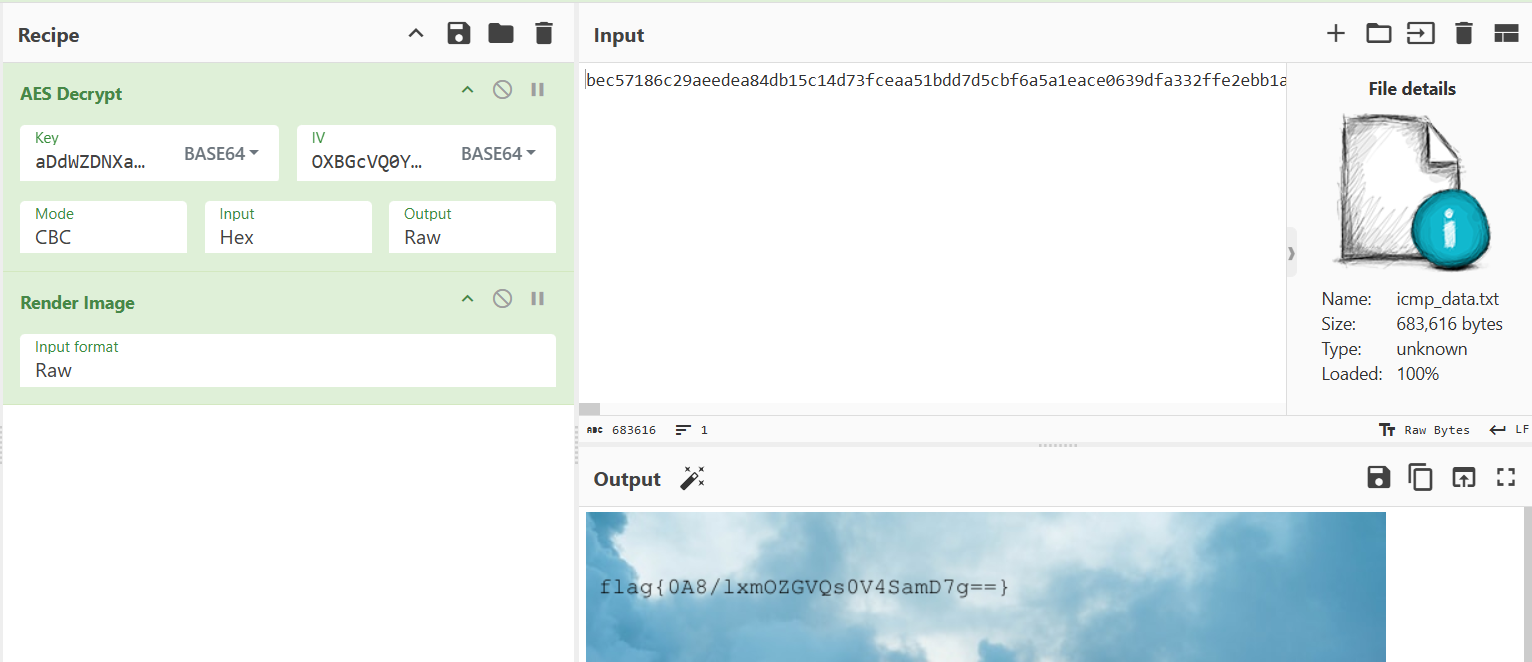 Recipe
AES Decrypt
Key
aDdWZDNXa…
BASE64
IV
OXBGcVQ0Y…
BASE64
Mode
CBC
Input
Hex
Output
Raw
Render Image
Input format
Raw
Input
bec57186c29aeedea84db15c14d73fceaa51bdd7d5cbf6a5a1eace0639dfa332ffe2ebb1a
File details
Name: icmp_data.txt
Size: 683,616 bytes
Type: unknown
Loaded: 100%
ABC 683616 1
Tт Raw Bytes LF
Output
flag{0A8/lxmOZGVQs0V4SamD7g==}